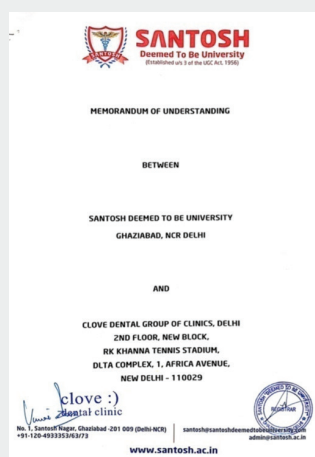 SANTOSH
Deemed To Be University
(Established u/s 3 of the UGC Act, 1956)
MEMORANDUM OF UNDERSTANDING
BETWEEN
SANTOSH DEEMED TO BE UNIVERSITY
GHAZIABAD, NCR DELHI
AND
CLOVE DENTAL GROUP OF CLINICS, DELHI
2ND FLOOR, NEW BLOCK,
RK KHANNA TENNIS STADIUM,
DLTA COMPLEX, 1, AFRICA AVENUE,
NEW DELHI - 110029
clove :)
dental clinic
REGISTRAR
No. 1, Santosh Nagar, Ghaziabad -201 009 (Delhi-NCR)
+91-120-4933353/63/73
santosh@santoshdeemedtobeuniversity.com
admin@santosh.ac.in
www.santosh.ac.in